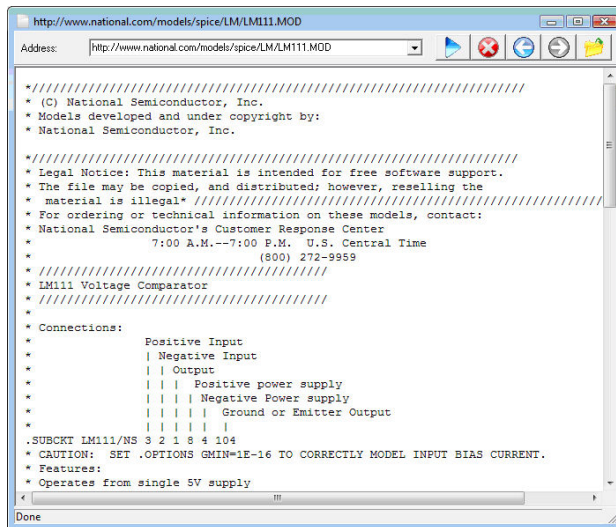 http://www.national.com/models/spice/LM/LM111.MOD
Address: http://www.national.com/models/spice/LM/LM111.MOD
*//////////////////////////////////////////////////////////////////////
* (C) National Semiconductor, Inc.
* Models developed and under copyright by:
* National Semiconductor, Inc.
*/////////////////////////////////////////////////////////////////////
* Legal Notice: This material is intended for free software support.
* The file may be copied, and distributed; however, reselling the
*  material is illegal* //////////////////////////////////////////////////////////
* For ordering or technical information on these models, contact:
* National Semiconductor's Customer Response Center
*                 7:00 A.M.--7:00 P.M.  U.S. Central Time
*                                (800) 272-9959
* /////////////////////////////////////////
* LM111 Voltage Comparator
* /////////////////////////////////////////
*
* Connections:
*                Positive Input
*                | Negative Input
*                | | Output
*                | | |  Positive power supply
*                | | | | Negative Power supply
*                | | | | |  Ground or Emitter Output
*                | | | | |  |
.SUBCKT LM111/NS 3 2 1 8 4 104
* CAUTION:  SET .OPTIONS GMIN=1E-16 TO CORRECTLY MODEL INPUT BIAS CURRENT.
* Features:
* Operates from single 5V supply
Done